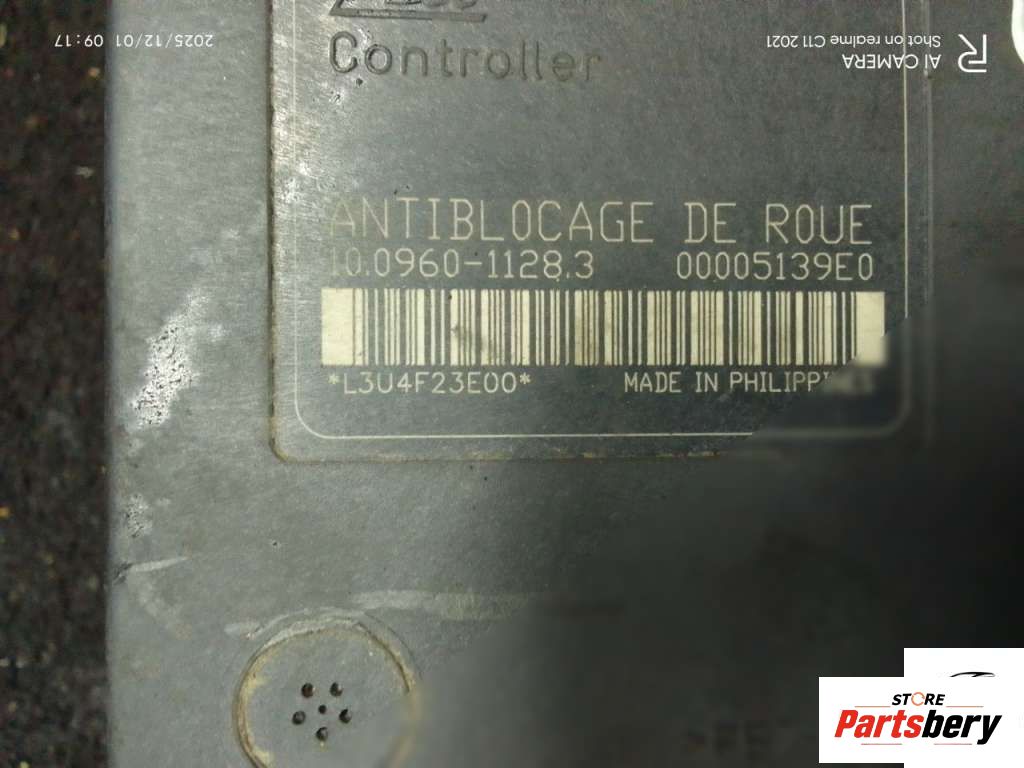 Controller
ANTIBLOCAGE DE ROUE
10.0960-1128.3 00005139E0
*L3U4F23E00* MADE IN PHILIPPINES
2025/12/01 09:17
AI CAMERA
Shot on realme C11 2021
STORE
Partsbery